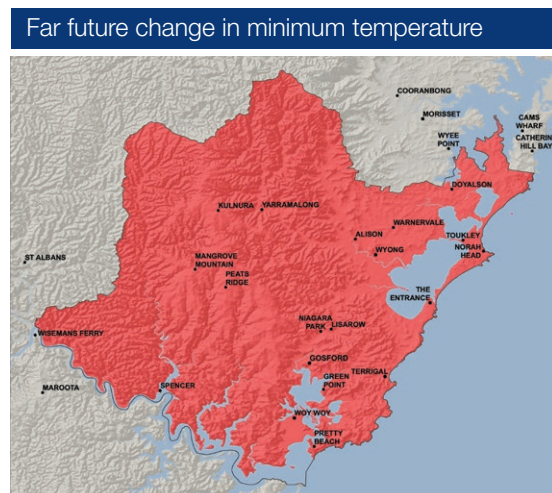 Far future change in minimum temperature
COORANBONG
MORISSET
CAMS
WHARF
WYEE
POINT
CATHERIN
HILL BAY
DOYALSON
KULNURA
YARRAMALONG
WARNERVALE
ALISON
TOUKLEY
NORAH
HEAD
WYONG
ST ALBANS
MANGROVE
MOUNTAIN
PEATS
RIDGE
THE
ENTRANCE
NIAGARA
PARK
LISAROW
WISEMANS FERRY
GOSFORD
GREEN
POINT
TERRIGAL
MAROOTA
SPENCER
WOY WOY
PRETTY
BEACH